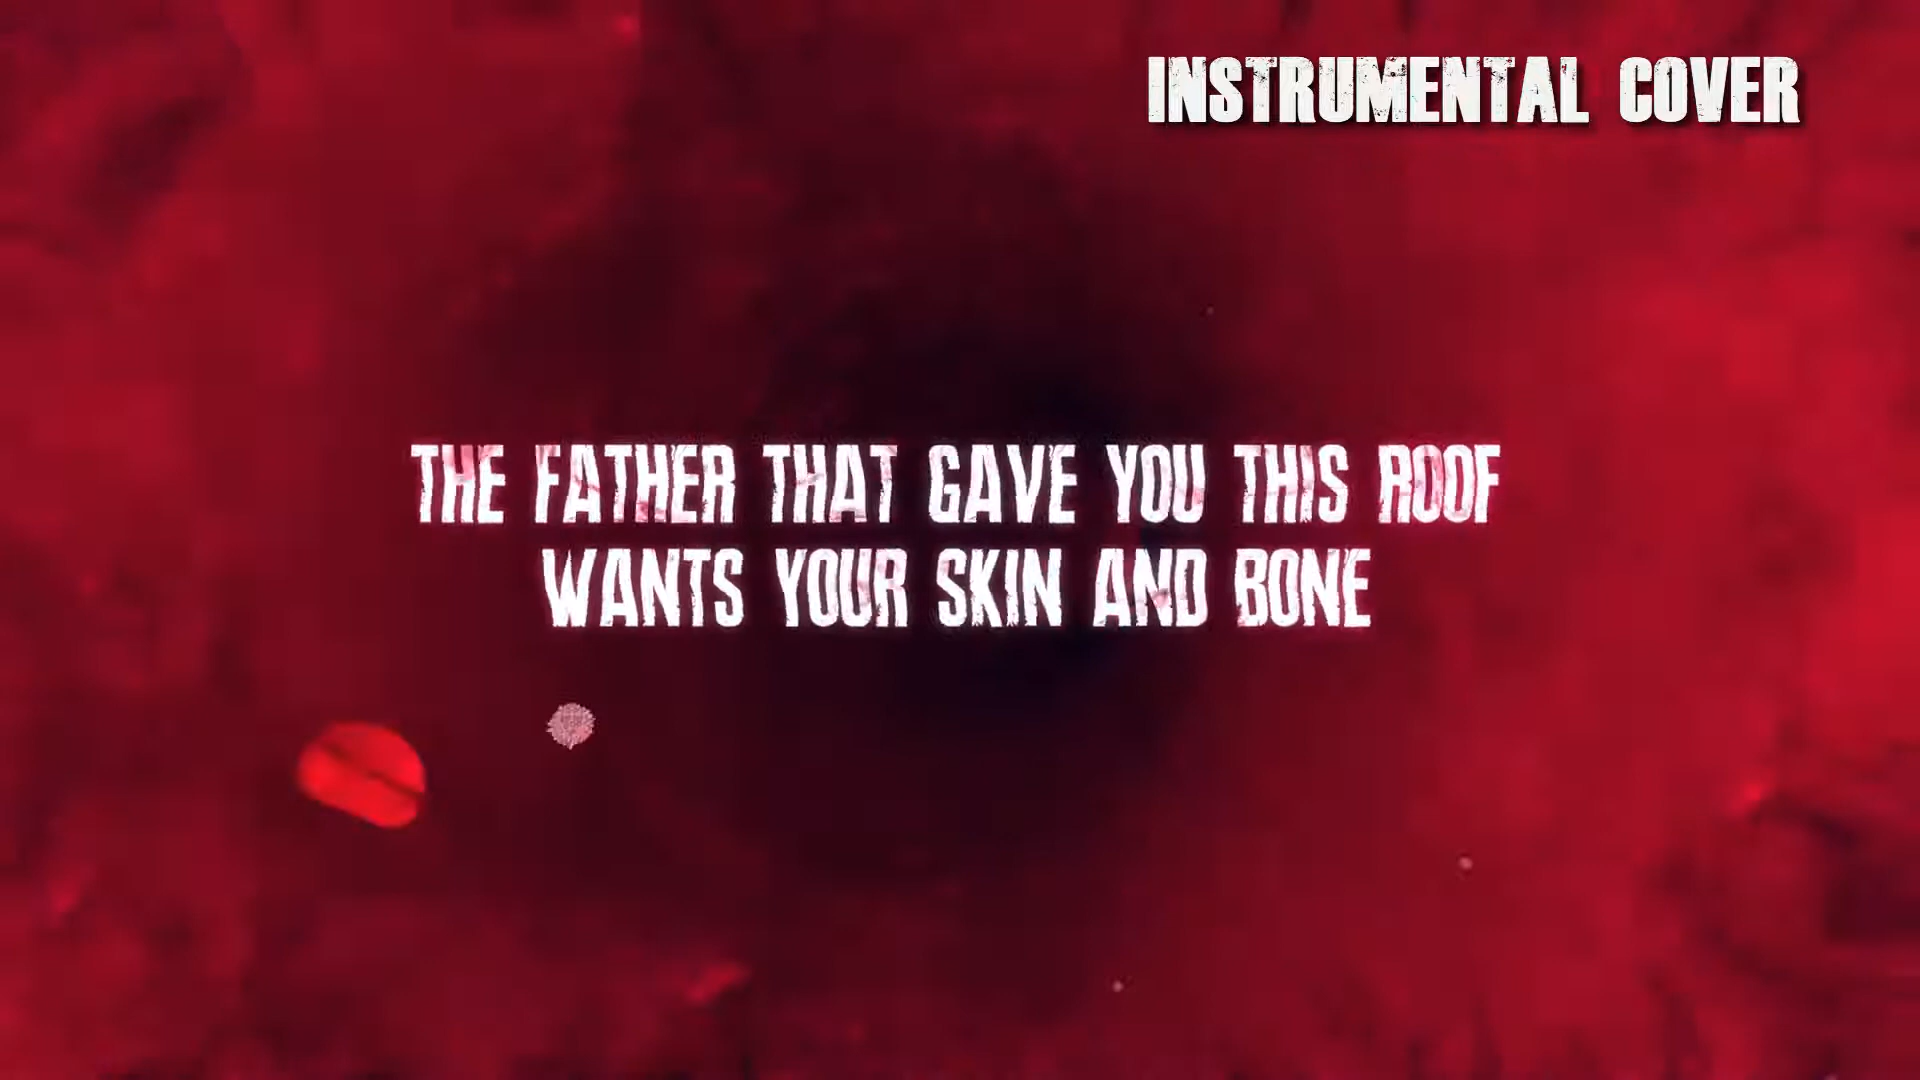 INSTRUMENTAL COVER
THE FATHER THAT GAVE YOU THIS ROOF
WANTS YOUR SKIN AND BONE